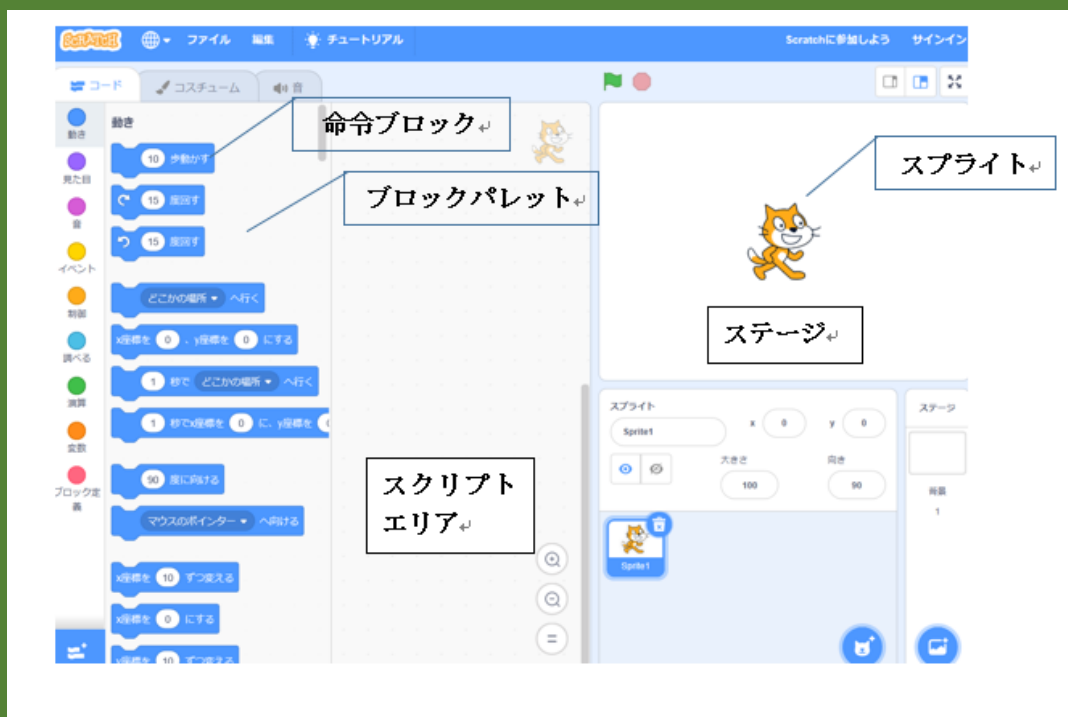 SCRATCH ファイル 編集 チュートリアル Scratchに参加しよう サインイン
コード コスチューム 音
動き
見た目
音
イベント
制御
調べる
演算
変数
ブロック定
義
動き
10 歩動かす
15 度回す
15 度回す
どこかの場所 へ行く
x座標を 0 、y座標を 0 にする
1 秒で どこかの場所 へ行く
1 秒でx座標を 0 に、y座標を
90 度に向ける
マウスのポインター へ向ける
x座標を 10 ずつ変える
x座標を 0 にする
y座標を 10 ずつ変える
命令ブロック
ブロックパレット
スクリプト
エリア
スプライト
ステージ
スプライト
Sprite1
x 0 y 0
大きさ 向き
100 90
Sprite1
ステージ
背景
1